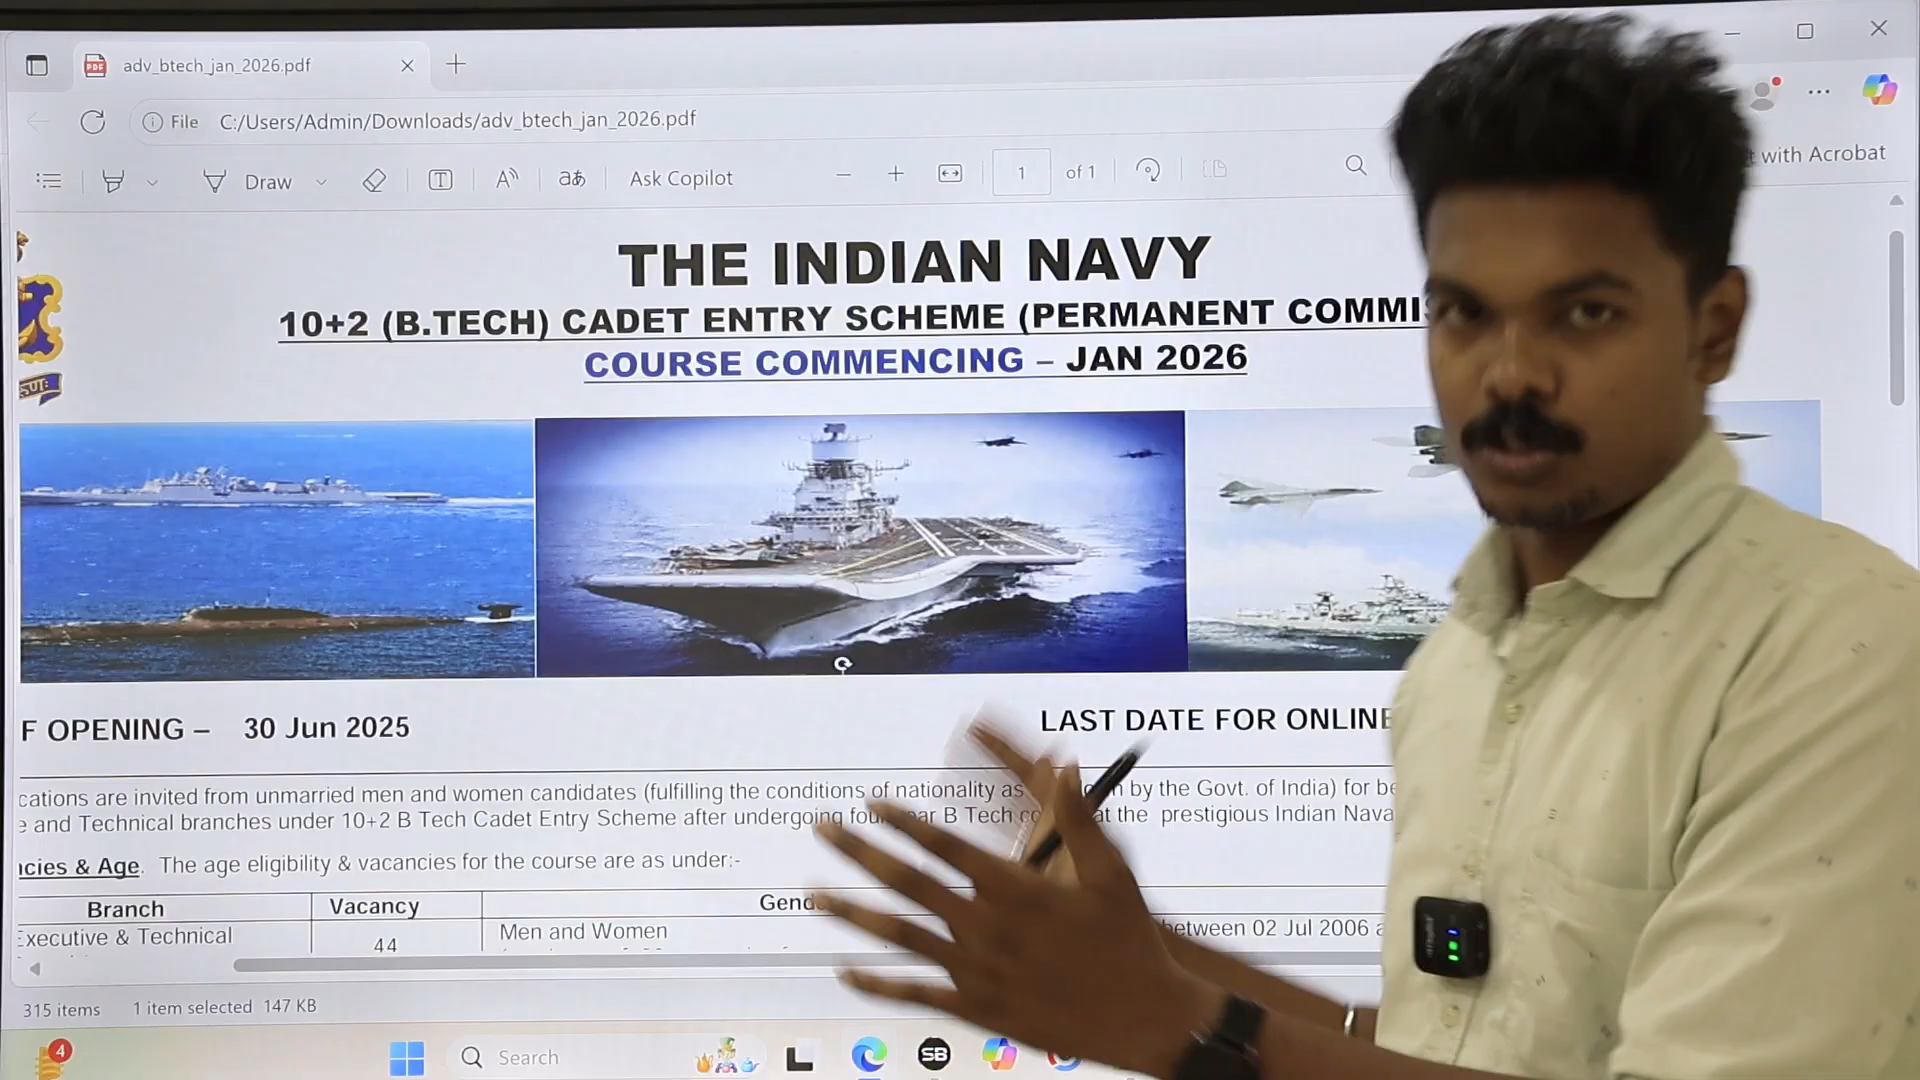 adv_btech_jan_2026.pdf
File C:/Users/Admin/Downloads/adv_btech_jan_2026.pdf
Draw
Ask Copilot
1 of 1
with Acrobat
THE INDIAN NAVY
10+2 (B.TECH) CADET ENTRY SCHEME (PERMANENT COMMIS
COURSE COMMENCING – JAN 2026
F OPENING – 30 Jun 2025 LAST DATE FOR ONLINE
cations are invited from unmarried men and women candidates (fulfilling the conditions of nationality as by the Govt. of India) for be
e and Technical branches under 10+2 B Tech Cadet Entry Scheme after undergoing B Tech at the prestigious Indian Nava
ncies & Age. The age eligibility & vacancies for the course are as under:-
Branch Vacancy Gend
Executive & Technical 44 Men and Women between 02 Jul 2006 a
315 items 1 item selected 147 KB
4
Search
SB